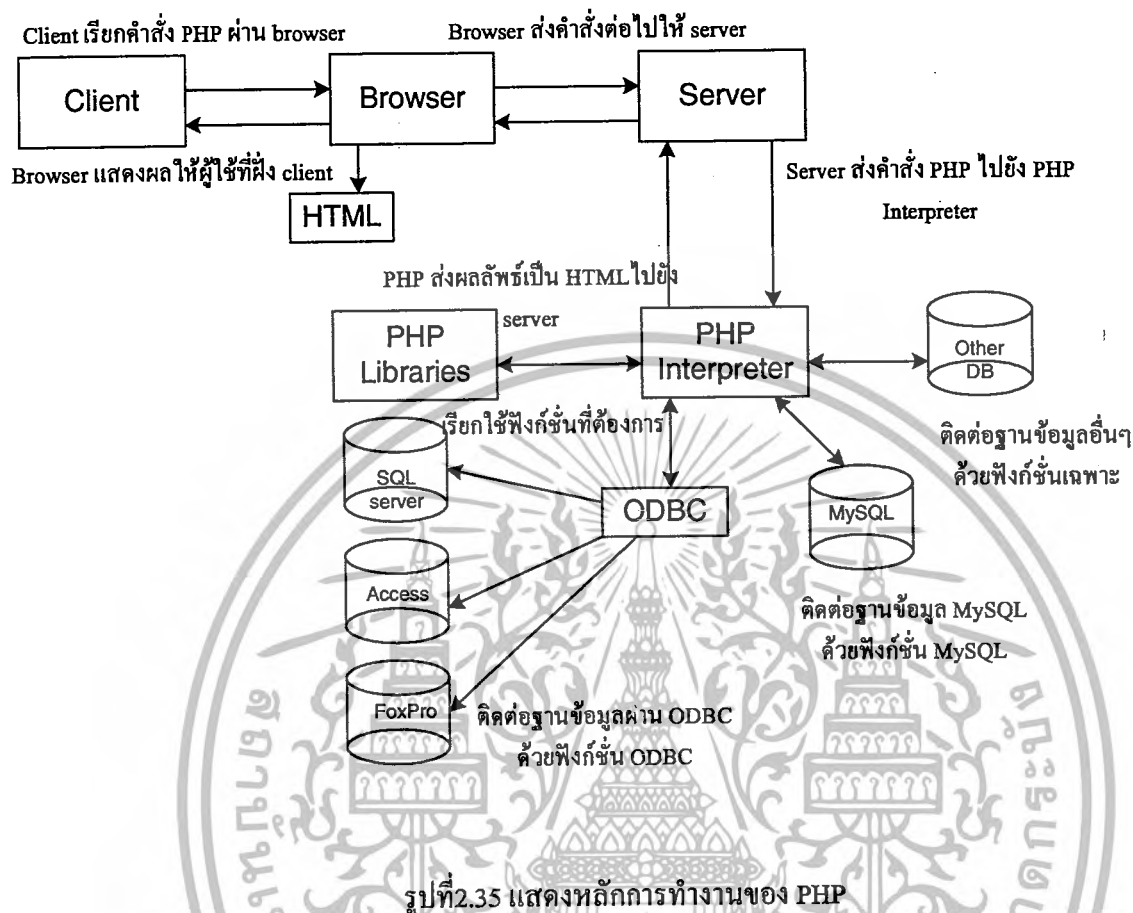 Client เรียกคำสั่ง PHP ผ่าน browser
Browser ส่งคำสั่งต่อไปให้ server
Client
Browser
Server
Browser แสดงผลให้ผู้ใช้ที่ฝั่ง client
HTML
Server ส่งคำสั่ง PHP ไปยัง PHP
Interpreter
PHP ส่งผลลัพธ์เป็น HTML ไปยัง
server
PHP
Libraries
PHP
Interpreter
Other
DB
เรียกใช้ฟังก์ชั่นที่ต้องการ
ติดต่อฐานข้อมูลอื่นๆ
ด้วยฟังก์ชั่นเฉพาะ
SQL
server
ODBC
MySQL
Access
ติดต่อฐานข้อมูล MySQL
ด้วยฟังก์ชั่น MySQL
FoxPro
ติดต่อฐานข้อมูลผ่าน ODBC
ด้วยฟังก์ชั่น ODBC
รูปที่2.35 แสดงหลักการทำงานของ PHP